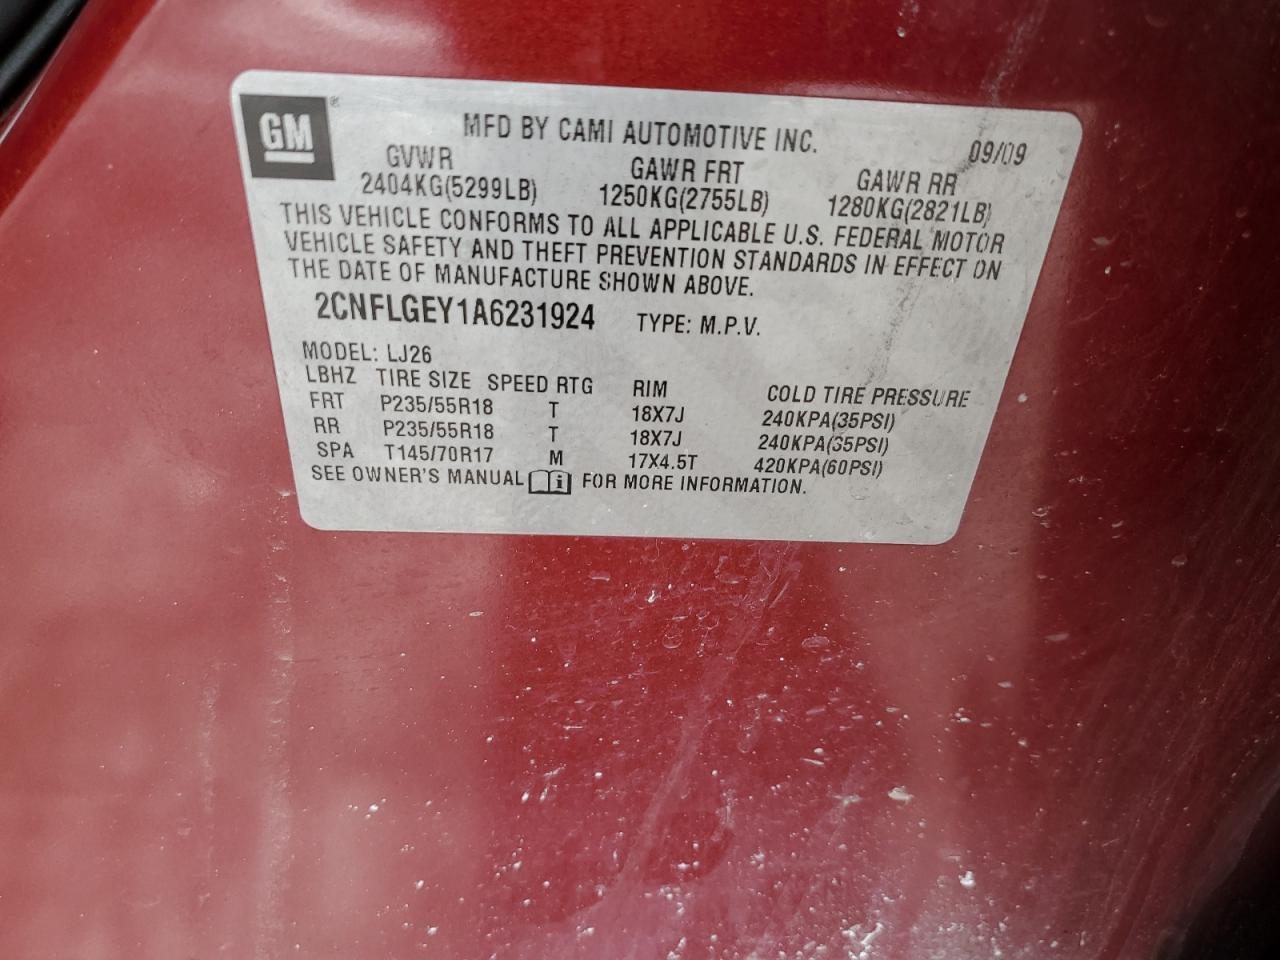 GM®
MFD BY CAMI AUTOMOTIVE INC. 09/09
GVWR GAWR FRT GAWR RR
2404KG(5299LB) 1250KG(2755LB) 1280KG(2821LB)
THIS VEHICLE CONFORMS TO ALL APPLICABLE U.S. FEDERAL MOTOR
VEHICLE SAFETY AND THEFT PREVENTION STANDARDS IN EFFECT ON
THE DATE OF MANUFACTURE SHOWN ABOVE.
2CNFLGEY1A6231924 TYPE: M.P.V.
MODEL: LJ26
LBHZ TIRE SIZE SPEED RTG RIM COLD TIRE PRESSURE
FRT P235/55R18 T 18X7J 240KPA(35PSI)
RR P235/55R18 T 18X7J 240KPA(35PSI)
SPA T145/70R17 M 17X4.5T 420KPA(60PSI)
SEE OWNER'S MANUAL i FOR MORE INFORMATION.